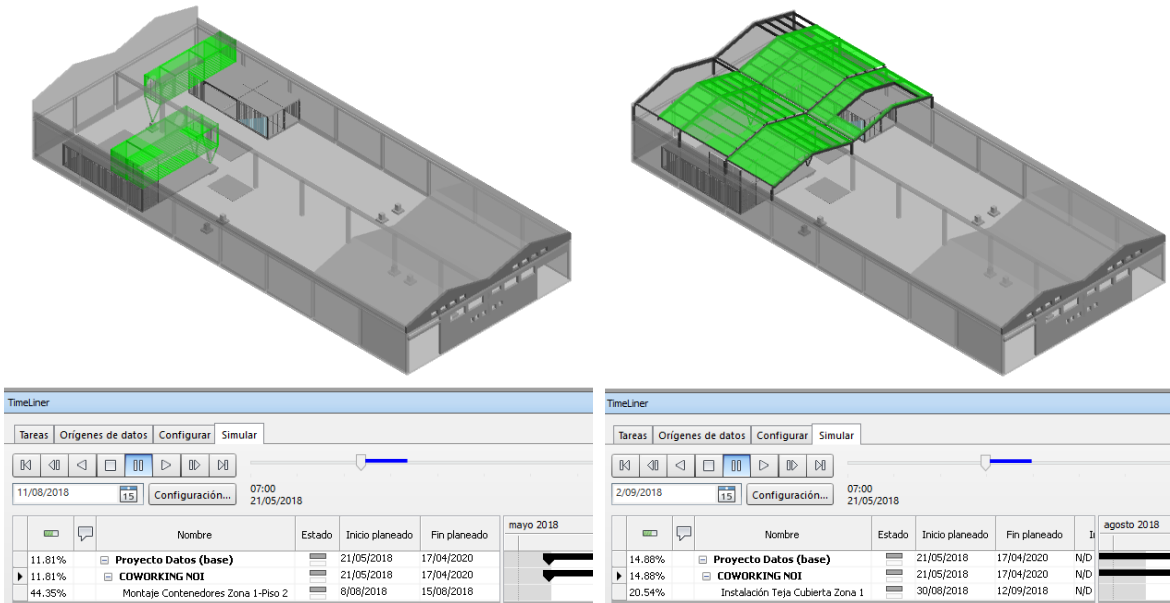 TimeLiner
Tareas Orígenes de datos Configurar Simular
11/08/2018 15 Configuración... 07:00
21/05/2018
Nombre Estado Inicio planeado Fin planeado mayo 2018
11.81% Proyecto Datos (base) 21/05/2018 17/04/2020
11.81% COWORKING NOI 21/05/2018 17/04/2020
44.35% Montaje Contenedores Zona 1-Piso 2 8/08/2018 15/08/2018
TimeLiner
Tareas Orígenes de datos Configurar Simular
2/09/2018 15 Configuración... 07:00
21/05/2018
Nombre Estado Inicio planeado Fin planeado agosto 2018
14.88% Proyecto Datos (base) 21/05/2018 17/04/2020 N/D
14.88% COWORKING NOI 21/05/2018 17/04/2020 N/D
20.54% Instalación Teja Cubierta Zona 1 30/08/2018 12/09/2018 N/D